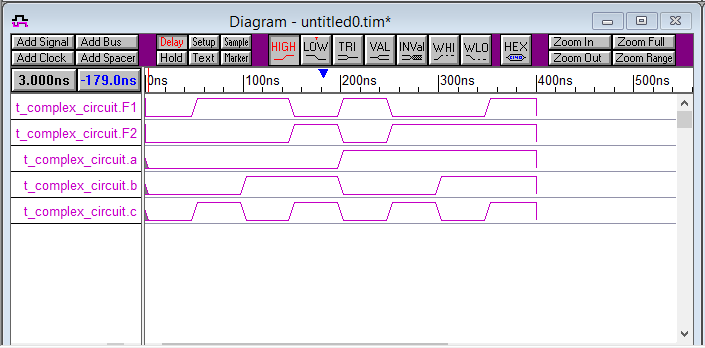 Diagram - untitled0.tim*
Add Signal Add Bus Delay Setup Sample HIGH LOW TRI VAL INVal WHI WLO HEX Zoom In Zoom Full
Add Clock Add Spacer Hold Text Marker Zoom Out Zoom Range
3.000ns -179.0ns 0ns 100ns 200ns 300ns 400ns 500ns
t_complex_circuit.F1
t_complex_circuit.F2
t_complex_circuit.a
t_complex_circuit.b
t_complex_circuit.c